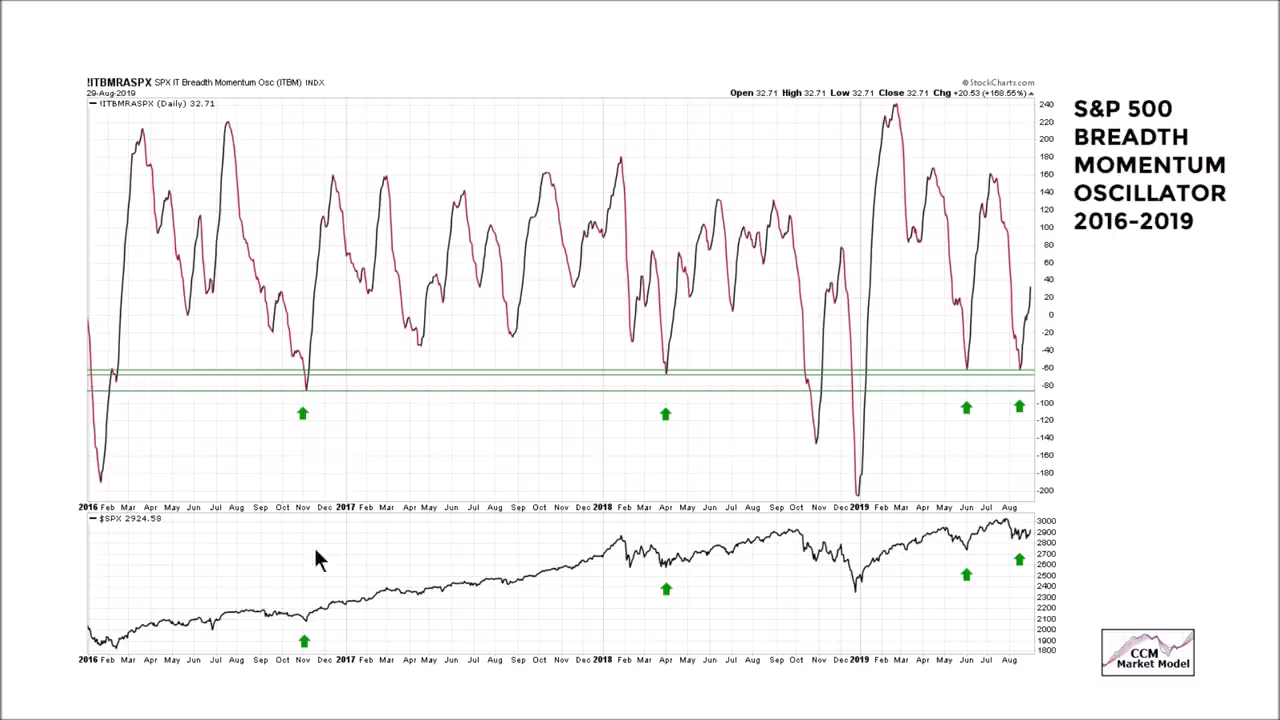 !ITBMRASPX SPX IT Breadth Momentum Osc (ITBM) INDX
© StockCharts.com
29-Aug-2019
Open 32.71 High 32.71 Low 32.71 Close 32.71 Chg +20.53 (+168.55%)
!ITBMRASPX (Daily) 32.71
240
220
200
180
160
140
120
100
80
60
40
20
0
-20
-40
-60
-80
-100
-120
-140
-160
-180
-200
2016 Feb Mar Apr May Jun Jul Aug Sep Oct Nov Dec 2017 Feb Mar Apr May Jun Jul Aug Sep Oct Nov Dec 2018 Feb Mar Apr May Jun Jul Aug Sep Oct Nov Dec 2019 Feb Mar Apr May Jun Jul Aug
$SPX 2924.58
3000
2900
2800
2700
2600
2500
2400
2300
2200
2100
2000
1900
1800
2016 Feb Mar Apr May Jun Jul Aug Sep Oct Nov Dec 2017 Feb Mar Apr May Jun Jul Aug Sep Oct Nov Dec 2018 Feb Mar Apr May Jun Jul Aug Sep Oct Nov Dec 2019 Feb Mar Apr May Jun Jul Aug
S&P 500
BREADTH
MOMENTUM
OSCILLATOR
2016-2019
CCM
Market Model